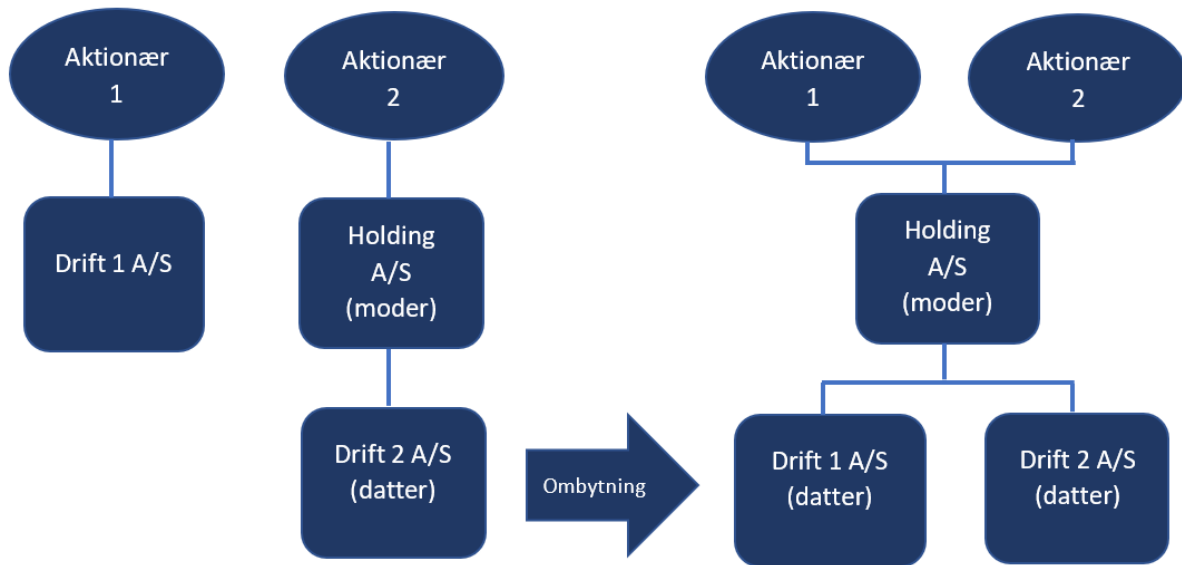 Aktionær
1
Aktionær
2
Aktionær
1
Aktionær
2
Drift 1 A/S
Holding
A/S
(moder)
Holding
A/S
(moder)
Drift 2 A/S
(datter)
Ombytning
Drift 1 A/S
(datter)
Drift 2 A/S
(datter)